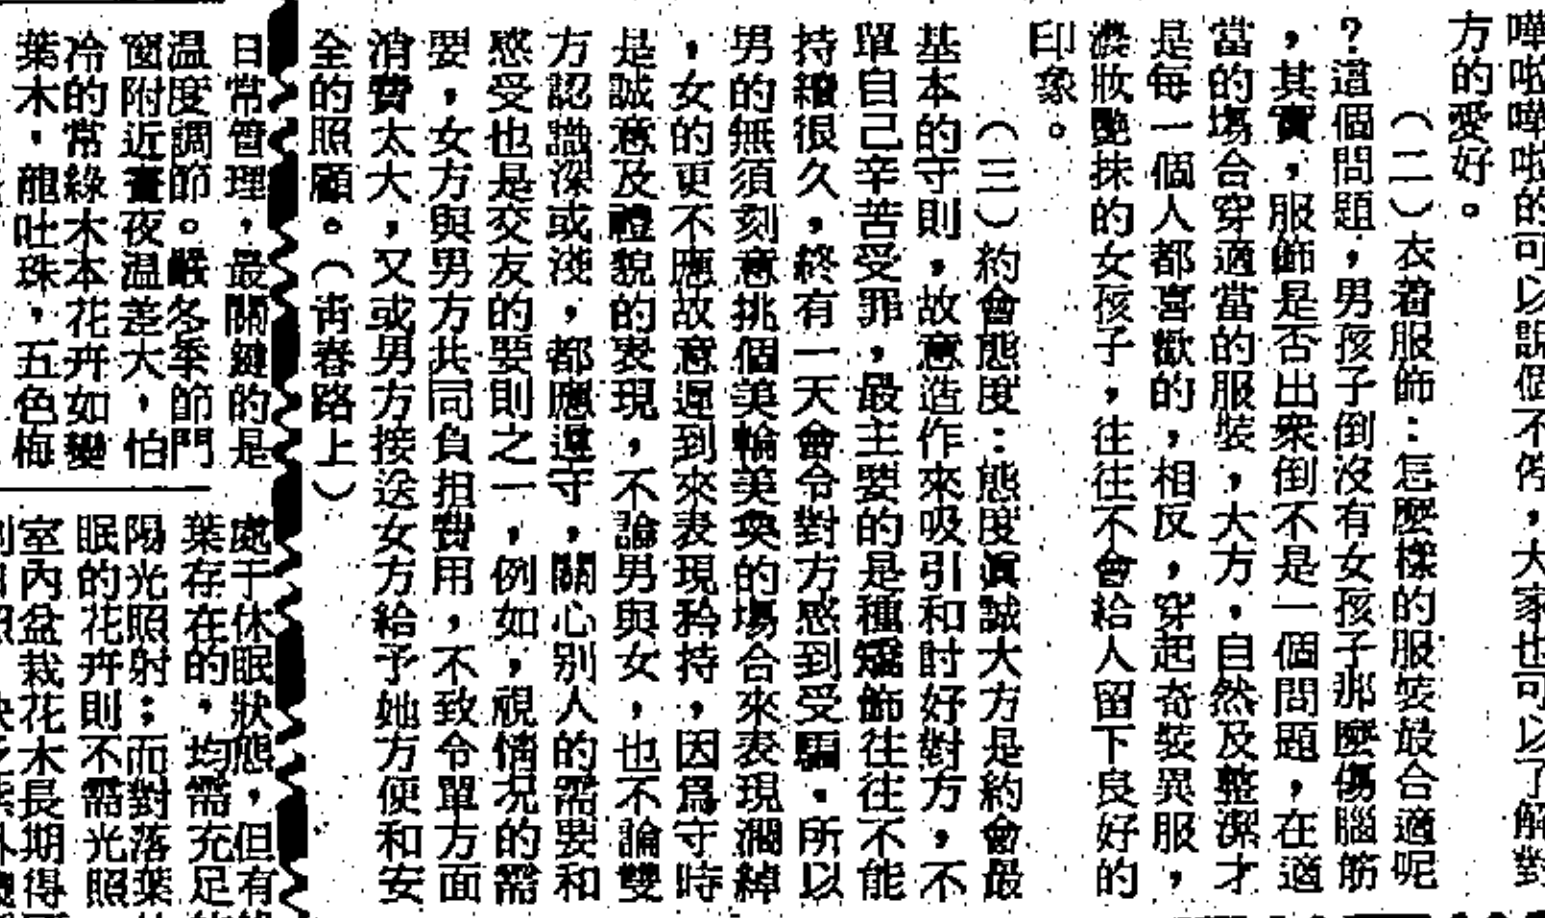 嘩啦嘩啦的可以説個不停，大家也可以了解對
方的愛好。
（二）衣着服飾：怎麼樣的服裝最合適呢
？這個問題，男孩子倒沒有女孩子那麼傷腦筋
，其實，服飾是否出衆倒不是一個問題，在適
當的場合穿適當的服裝，大方，自然及整潔才
是每一個人都喜歡的，相反，穿起奇裝異服，
濃妝艷抹的女孩子，往往不會給人留下良好的
印象。
（三）約會態度：態度眞誠大方是約會最
基本的守則，故意造作來吸引和討好對方，不
單自己辛苦受罪，最主要的是種矯飾往往不能
持續很久，終有一天會令對方感到受騙。所以
男的無須刻意挑個美輪美奐的場合來表現濶綽
，女的更不應故意遲到來表現矜持，因爲守時
是誠意及禮貌的表現，不論男與女，也不論雙
方認識深或淺，都應遵守，關心别人的需要和
感受也是交友的要則之一，例如，視情况的需
要，女方與男方共同負担費用，不致令單方面
消費太大，又或男方接送女方給予她方便和安
全的照顧。（靑春路上）
日常管理，最關鍵的是
温度調節。嚴冬季節門
窗附近晝夜温差大，怕
冷的常綠木本花卉如變
葉木，龍吐珠，五色梅
處于休眠狀態，但有
葉存在的，均需充足
陽光照射；而對落葉
眠的花卉則不需光照
室內盆栽花木長期得